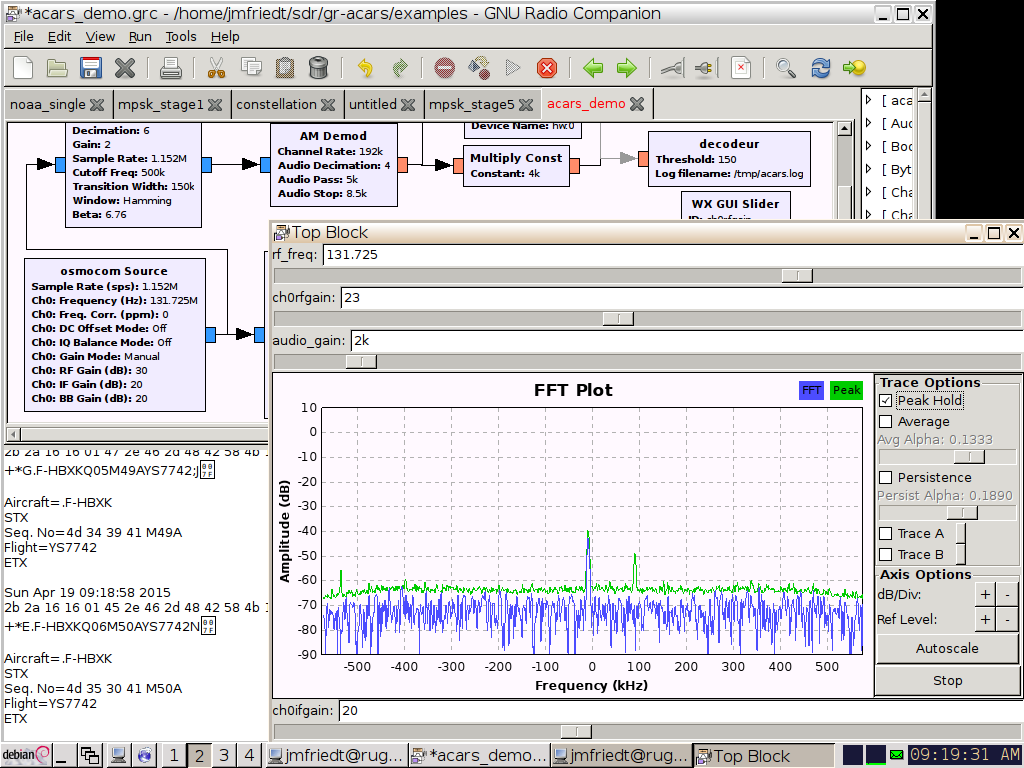 *acars_demo.grc - /home/jmfriedt/sdr/gr-acars/examples - GNU Radio Companion
File Edit View Run Tools Help
noaa_single mpsk_stage1 constellation untitled mpsk_stage5 acars_demo
[ aca
[ Aud
[ Boo
[ Byt
[ Cha
[ Cha
Decimation: 6
Gain: 2
Sample Rate: 1.152M
Cutoff Freq: 500k
Transition Width: 150k
Window: Hamming
Beta: 6.76
AM Demod
Channel Rate: 192k
Audio Decimation: 4
Audio Pass: 5k
Audio Stop: 8.5k
Device Name: hw:0
Multiply Const
Constant: 4k
decodeur
Threshold: 150
Log filename: /tmp/acars.log
WX GUI Slider
ID: ch0rfgain
osmocom Source
Sample Rate (sps): 1.152M
Ch0: Frequency (Hz): 131.725M
Ch0: Freq. Corr. (ppm): 0
Ch0: DC Offset Mode: Off
Ch0: IQ Balance Mode: Off
Ch0: Gain Mode: Manual
Ch0: RF Gain (dB): 30
Ch0: IF Gain (dB): 20
Ch0: BB Gain (dB): 20
2b 2a 16 16 01 47 2e 46 2d 48 42 58 4b
+*G.F-HBXKQ05M49AYS7742;J
Aircraft=.F-HBXK
STX
Seq. No=4d 34 39 41 M49A
Flight=YS7742
ETX
Sun Apr 19 09:18:58 2015
2b 2a 16 16 01 45 2e 46 2d 48 42 58 4b
+*E.F-HBXKQ06M50AYS7742N
Aircraft=.F-HBXK
STX
Seq. No=4d 35 30 41 M50A
Flight=YS7742
ETX
Top Block
rf_freq: 131.725
ch0rfgain: 23
audio_gain: 2k
FFT Plot
FFT Peak
Amplitude (dB)
10
0
-10
-20
-30
-40
-50
-60
-70
-80
-90
-500 -400 -300 -200 -100 0 100 200 300 400 500
Frequency (kHz)
Trace Options
Peak Hold
Average
Avg Alpha: 0.1333
Persistence
Persist Alpha: 0.1890
Trace A
Trace B
Axis Options
dB/Div: + -
Ref Level: + -
Autoscale
Stop
ch0ifgain: 20
debian 1 2 3 4 jmfriedt@rug... *acars_demo... jmfriedt@rug... Top Block 09:19:31 AM